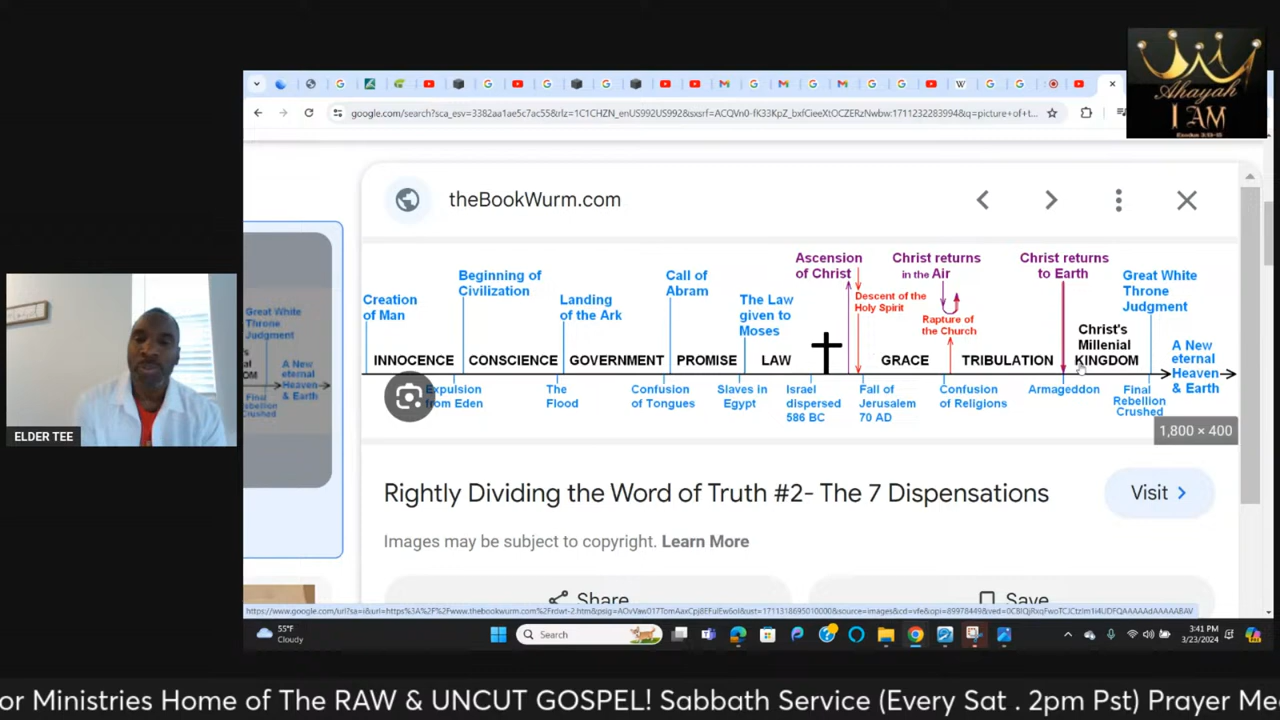 Ahayah
I AM
Exodus 3:13-15
google.com/search?sca_esv=3382aa1ae5c7ac55&rlz=1C1CHZN_enUS992US992&sxsrf=ACQVn0-fK33KpZ_bxfCieeXtOCZERzNwbw:1711232283994&q=picture+of+t...
theBookWurm.com
Ascension
of Christ
Christ returns
in the Air
Christ returns
to Earth
Beginning of
Civilization
Call of
Abram
Great White
Throne
Judgment
Creation
of Man
Landing
of the Ark
The Law
given to
Moses
Descent of the
Holy Spirit
Rapture of
the Church
Christ's
Millenial
KINGDOM
INNOCENCE
CONSCIENCE
GOVERNMENT
PROMISE
LAW
GRACE
TRIBULATION
A New
eternal
Heaven
& Earth
Expulsion
from Eden
The
Flood
Confusion
of Tongues
Slaves in
Egypt
Israel
dispersed
586 BC
Fall of
Jerusalem
70 AD
Confusion
of Religions
Armageddon
Final
Rebellion
Crushed
1,800 × 400
Great White
Throne
Judgment
A New
eternal
Heaven
& Earth
Final
Rebellion
Crushed
Rightly Dividing the Word of Truth #2- The 7 Dispensations
Visit
Images may be subject to copyright. Learn More
Share
Save
ELDER TEE
55°F
Cloudy
Search
3:41 PM
3/23/2024
or Ministries Home of The RAW & UNCUT GOSPEL! Sabbath Service (Every Sat . 2pm Pst) Prayer Me